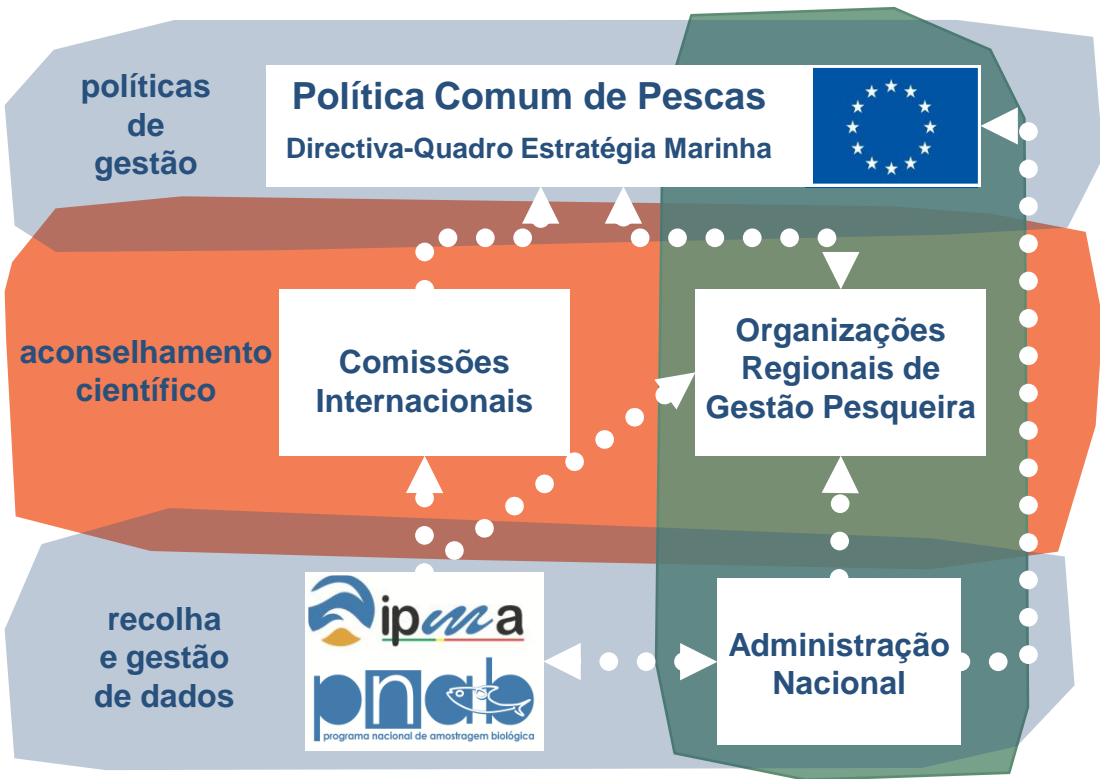 políticas
de
gestão
Política Comum de Pescas
Directiva-Quadro Estratégia Marinha
aconselhamento
científico
Comissões
Internacionais
Organizações
Regionais de
Gestão Pesqueira
recolha
e gestão
de dados
ipma
pnab
programa nacional de amostragem biológica
Administração
Nacional